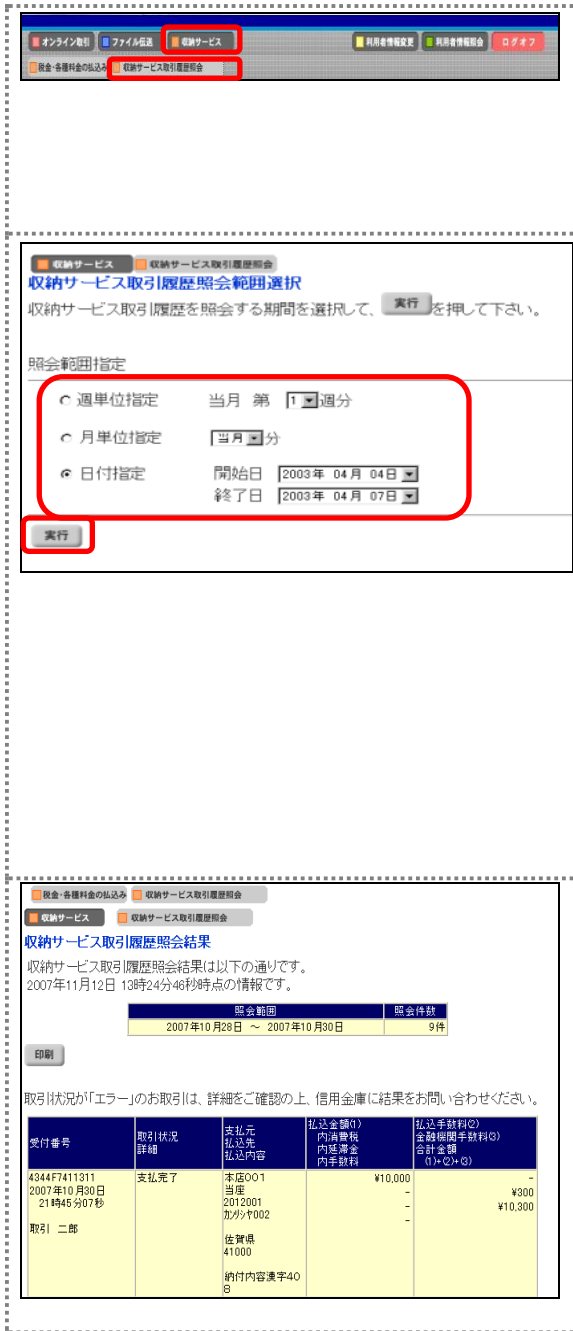 オンライン取引 ファイル伝送 収納サービス 利用者情報変更 利用者情報照会 ログオフ
税金・各種料金の払込み 収納サービス取引履歴照会
収納サービス 収納サービス取引履歴照会
収納サービス取引履歴照会範囲選択
収納サービス取引履歴を照会する期間を選択して、 実行 を押して下さい。
照会範囲指定
週単位指定 当月 第 1 週分
月単位指定 当月 分
日付指定 開始日 2003年 04月 04日
終了日 2003年 04月 07日
実行
税金・各種料金の払込み 収納サービス取引履歴照会
収納サービス 収納サービス取引履歴照会
収納サービス取引履歴照会結果
収納サービス取引履歴照会結果は以下の通りです。
2007年11月12日 13時24分46秒時点の情報です。
照会範囲 照会件数
2007年10月28日 ～ 2007年10月30日 9件
印刷
取引状況が「エラー」のお取引は、詳細をご確認の上、信用金庫に結果をお問い合わせください。
受付番号
取引状況
詳細
支払元
払込先
払込内容
払込金額(1)
内消費税
内延滞金
内手数料
払込手数料(2)
金融機関手数料(3)
合計金額
(1)+(2)+(3)
4344F7411311
2007年10月30日
21時45分07秒
取引 二郎
支払完了
本店001
当座
2012001
ｶﾝﾘｼﾔ002
佐賀県
41000
納付内容漢字40
8
¥10,000
-
-
-
-
¥300
¥10,300